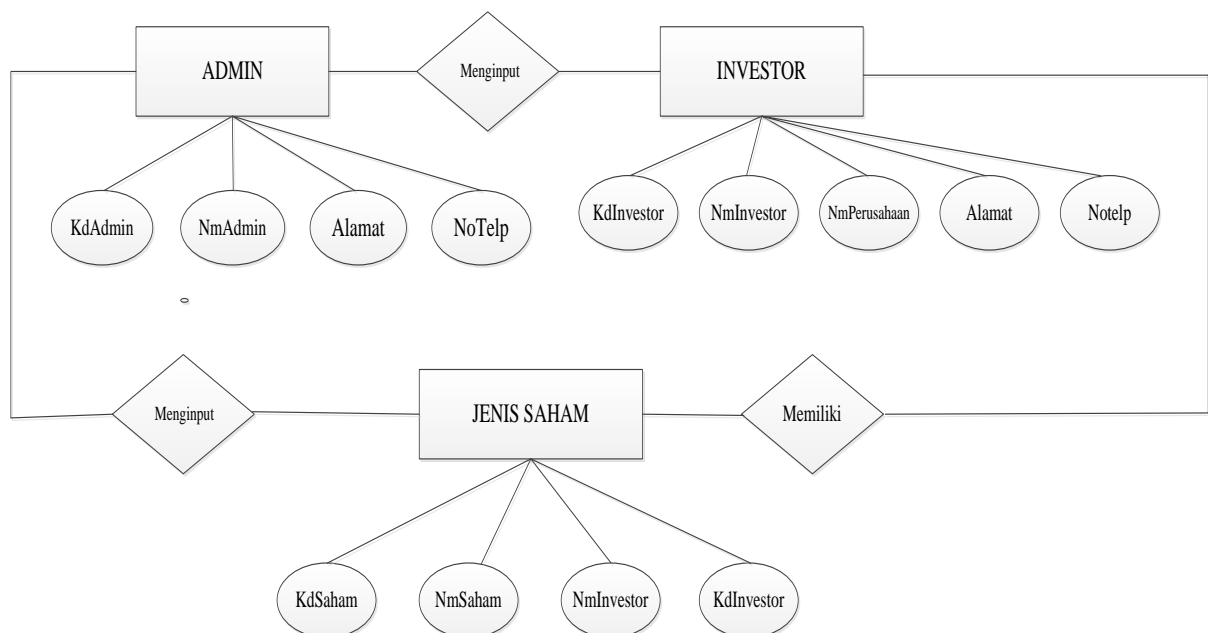 ADMIN
Menginput
INVESTOR
KdAdmin
NmAdmin
Alamat
NoTelp
KdInvestor
NmInvestor
NmPerusahaan
Alamat
Notelp
Menginput
JENIS SAHAM
Memiliki
KdSaham
NmSaham
NmInvestor
KdInvestor